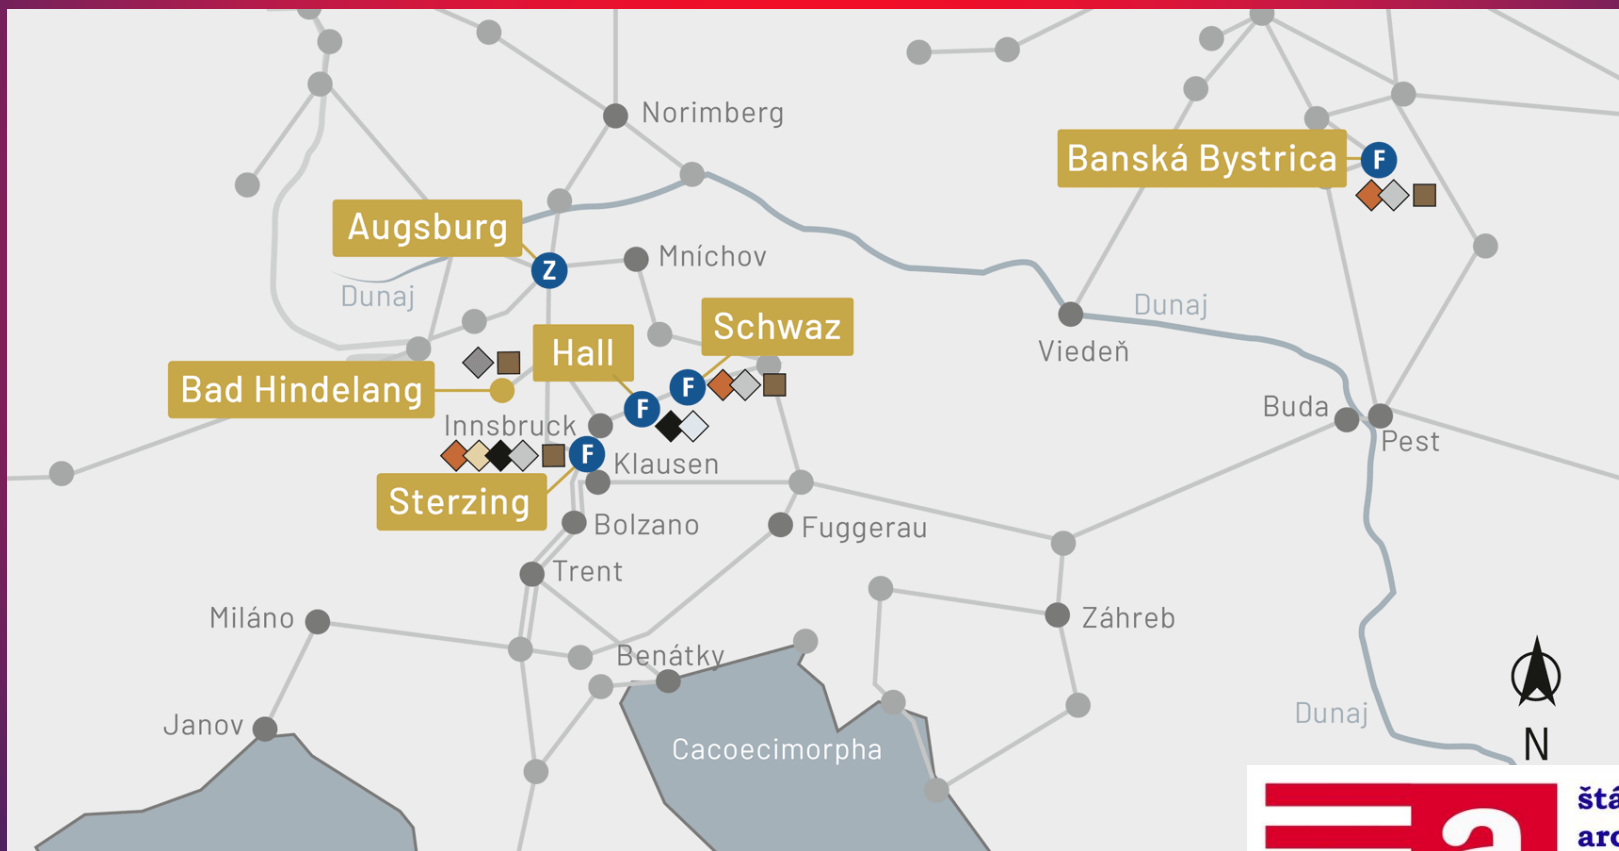 Norimberg
Banská Bystrica
F
Augsburg
Z
Mníchov
Dunaj
Dunaj
Schwaz
Hall
Viedeň
Bad Hindelang
F
F
Buda
Innsbruck
Pest
F
Klausen
Sterzing
Bolzano
Fuggerau
Trent
Miláno
Záhreb
Benátky
Janov
Dunaj
Cacoecimorpha
N
a
štá
arc